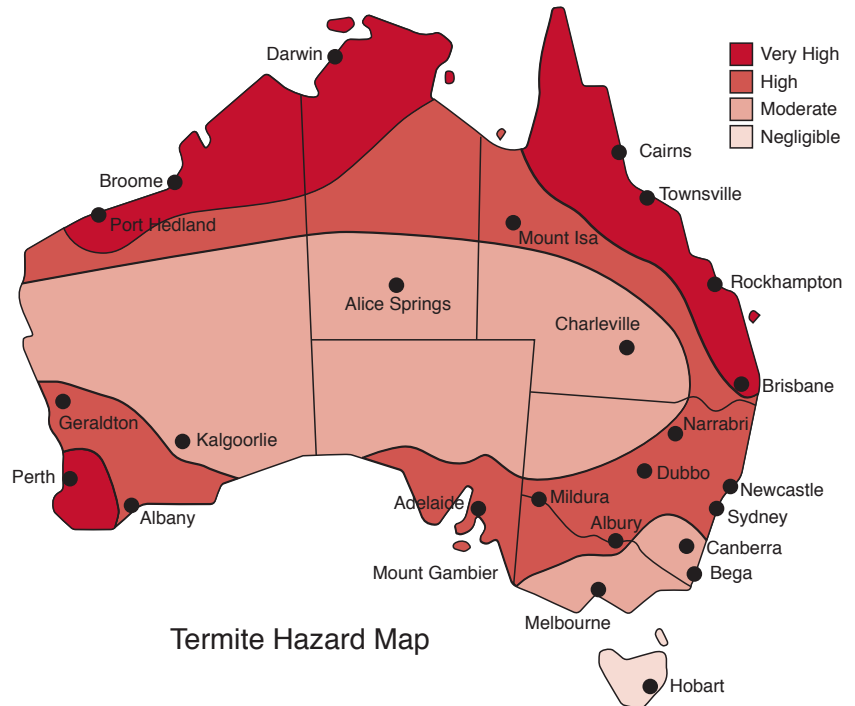 Darwin
Very High
High
Moderate
Negligible
Cairns
Broome
Townsville
Port Hedland
Mount Isa
Rockhampton
Alice Springs
Charleville
Brisbane
Geraldton
Narrabri
Kalgoorlie
Perth
Dubbo
Newcastle
Mildura
Adelaide
Sydney
Albany
Albury
Canberra
Mount Gambier
Bega
Melbourne
Termite Hazard Map
Hobart